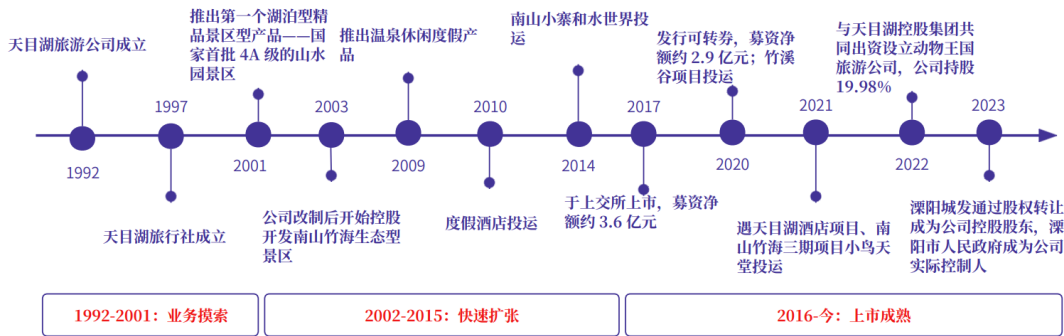 天目湖旅游公司成立
1992
1997
天目湖旅行社成立
推出第一个湖泊型精
品景区型产品——国
家首批 4A 级的山水
园景区
2001
2003
公司改制后开始控股
开发南山竹海生态型
景区
推出温泉休闲度假产
品
2009
2010
度假酒店投运
南山小寨和水世界投
运
2014
2017
于上交所上市，募资净
额约 3.6 亿元
发行可转券，募资净
额约 2.9 亿元；竹溪
谷项目投运
2020
2021
遇天目湖酒店项目、南
山竹海三期项目小鸟天
堂投运
与天目湖控股集团共
同出资设立动物王国
旅游公司，公司持股
19.98%
2022
2023
溧阳城发通过股权转让
成为公司控股股东，溧
阳市人民政府成为公司
实际控制人
1992-2001：业务摸索
2002-2015：快速扩张
2016-今：上市成熟